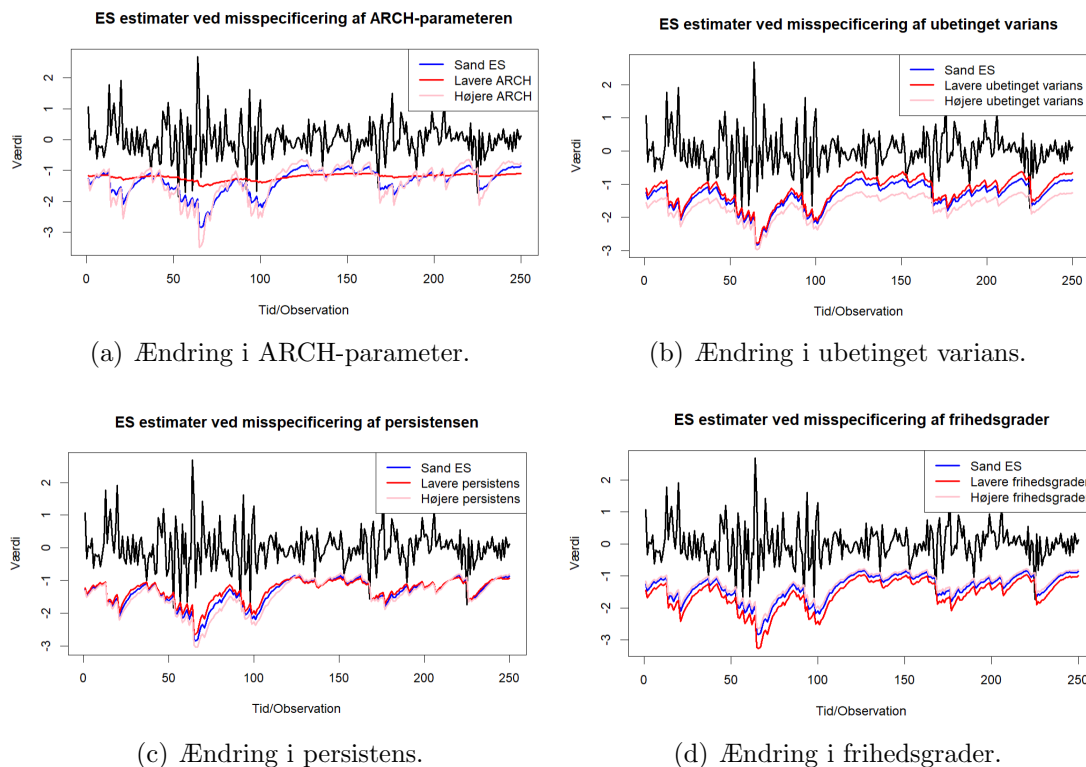 ES estimater ved misspecificering af ARCH-parameteren
Værdi
2
1
0
-1
-2
-3
Sand ES
Lavere ARCH
Højere ARCH
0 50 100 150 200 250
Tid/Observation
(a) Ændring i ARCH-parameter.
ES estimater ved misspecificering af ubetinget varians
Værdi
2
1
0
-1
-2
-3
Sand ES
Lavere ubetinget varians
Højere ubetinget varians
0 50 100 150 200 250
Tid/Observation
(b) Ændring i ubetinget varians.
ES estimater ved misspecificering af persistensen
Værdi
2
1
0
-1
-2
-3
Sand ES
Lavere persistens
Højere persistens
0 50 100 150 200 250
Tid/Observation
(c) Ændring i persistens.
ES estimater ved misspecificering af frihedsgrader
Værdi
2
1
0
-1
-2
-3
Sand ES
Lavere frihedsgrader
Højere frihedsgrader
0 50 100 150 200 250
Tid/Observation
(d) Ændring i frihedsgrader.